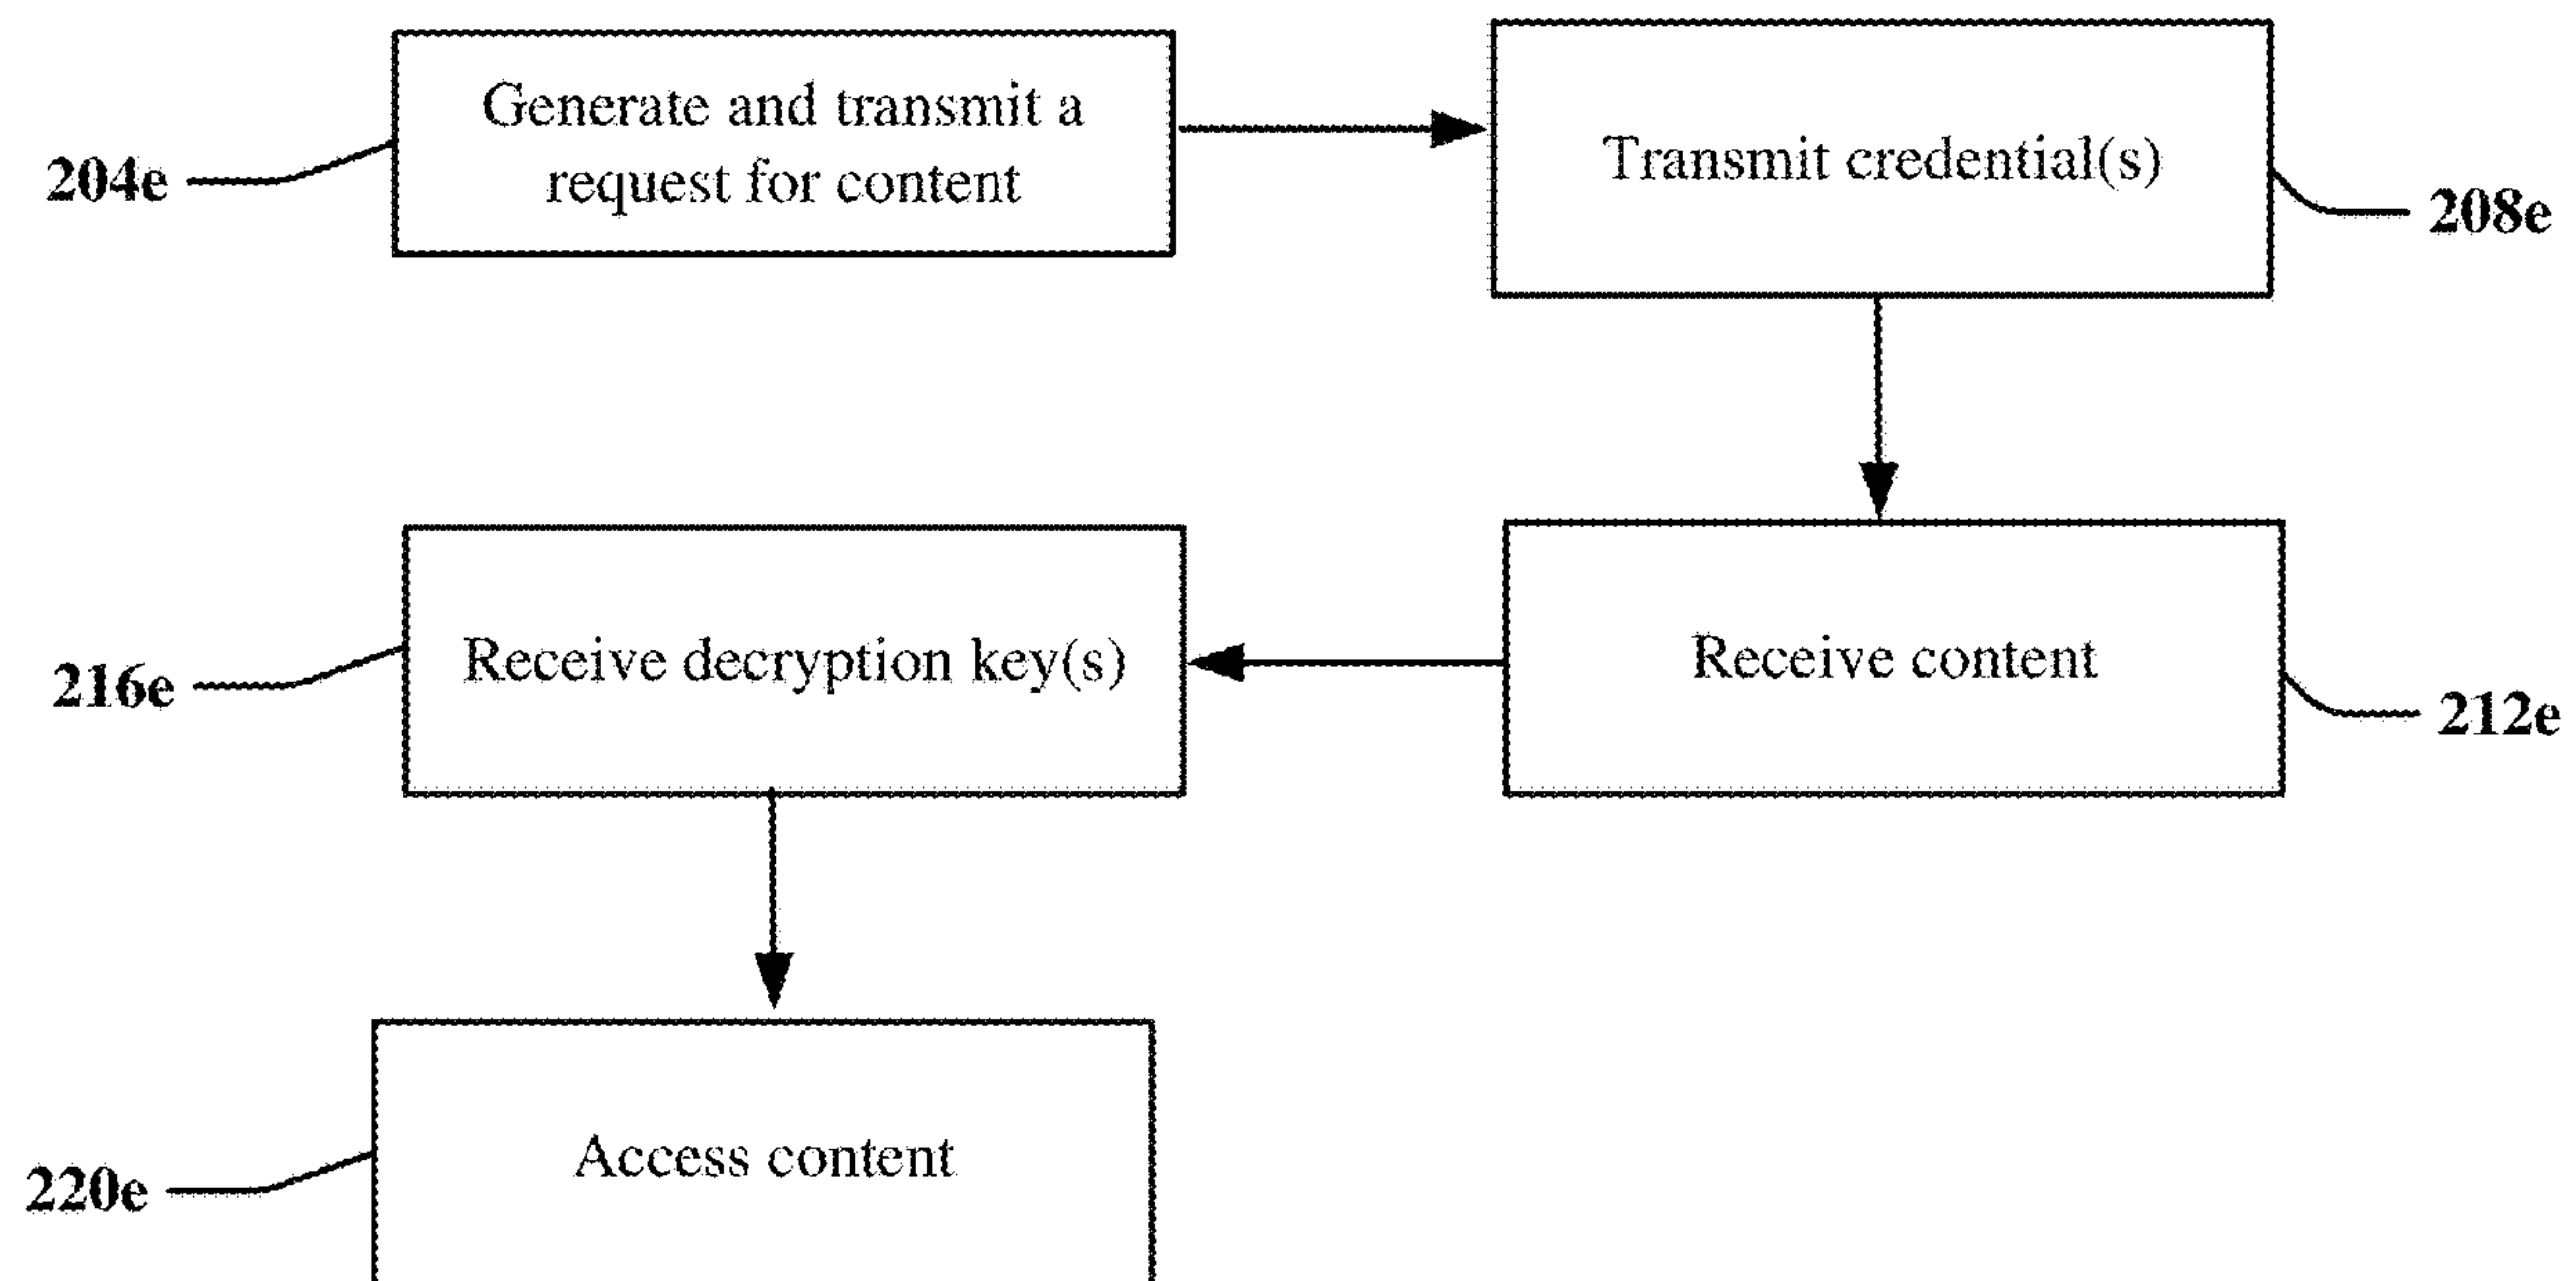 Generate and transmit a
request for content
204e
Transmit credential(s)
208e
Receive decryption key(s)
216e
Receive content
212e
Access content
220e